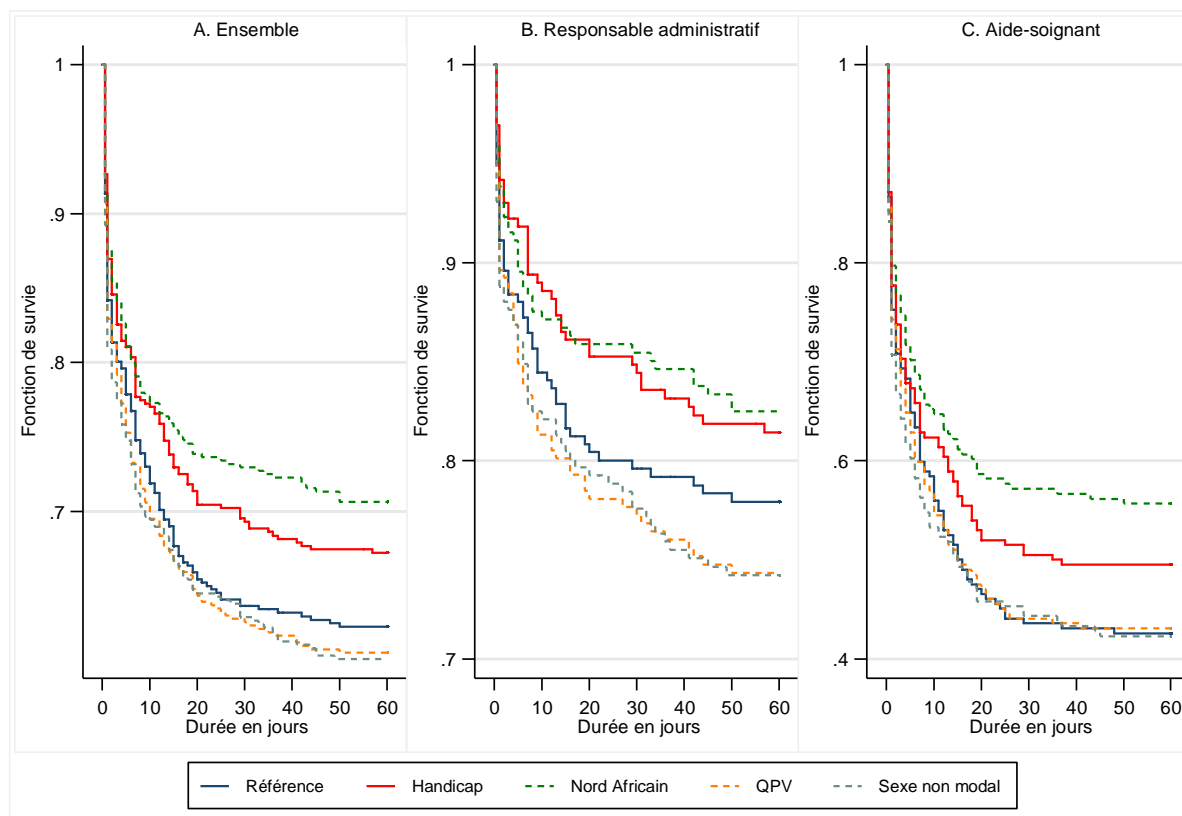 A. Ensemble
B. Responsable administratif
C. Aide-soignant
Fonction de survie
1
.9
.8
.7
0 10 20 30 40 50 60
Durée en jours
Fonction de survie
1
.9
.8
.7
0 10 20 30 40 50 60
Durée en jours
Fonction de survie
1
.8
.6
.4
0 10 20 30 40 50 60
Durée en jours
Référence Handicap Nord Africain QPV Sexe non modal